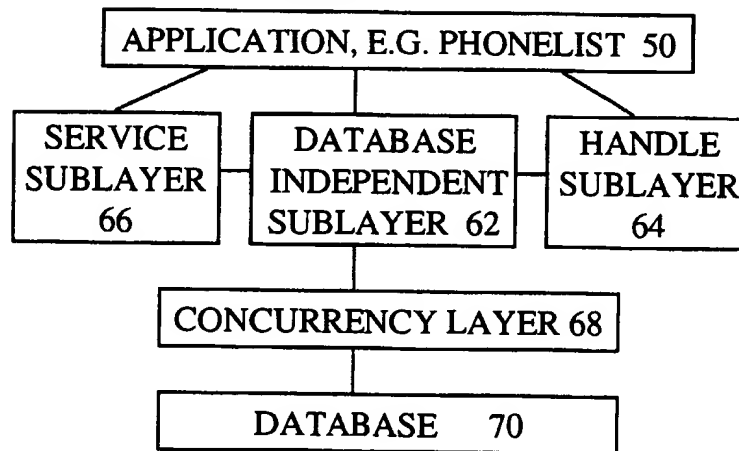 APPLICATION, E.G. PHONELIST 50
SERVICE
SUBLAYER
66
DATABASE
INDEPENDENT
SUBLAYER 62
HANDLE
SUBLAYER
64
CONCURRENCY LAYER 68
DATABASE 70